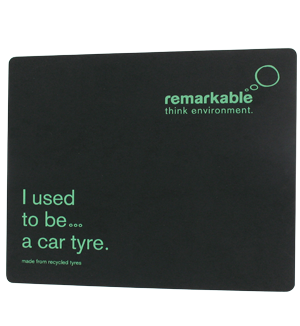 remarkable
think environment.
I used
to be...
a car tyre.
made from recycled tyres